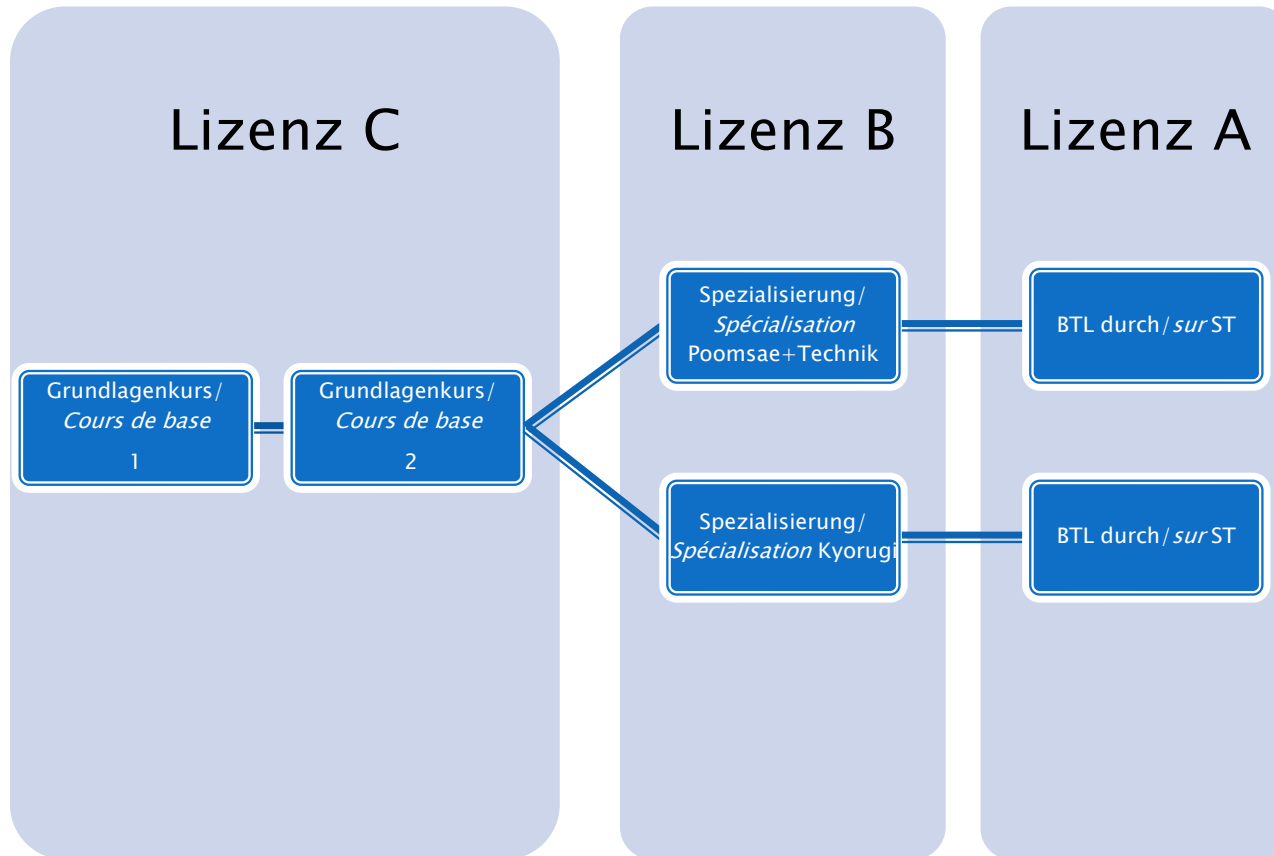 Lizenz C
Lizenz B
Lizenz A
Grundlagenkurs/
Cours de base
1
Grundlagenkurs/
Cours de base
2
Spezialisierung/
Spécialisation
Poomsae+Technik
Spezialisierung/
Spécialisation Kyorugi
BTL durch/sur ST
BTL durch/sur ST